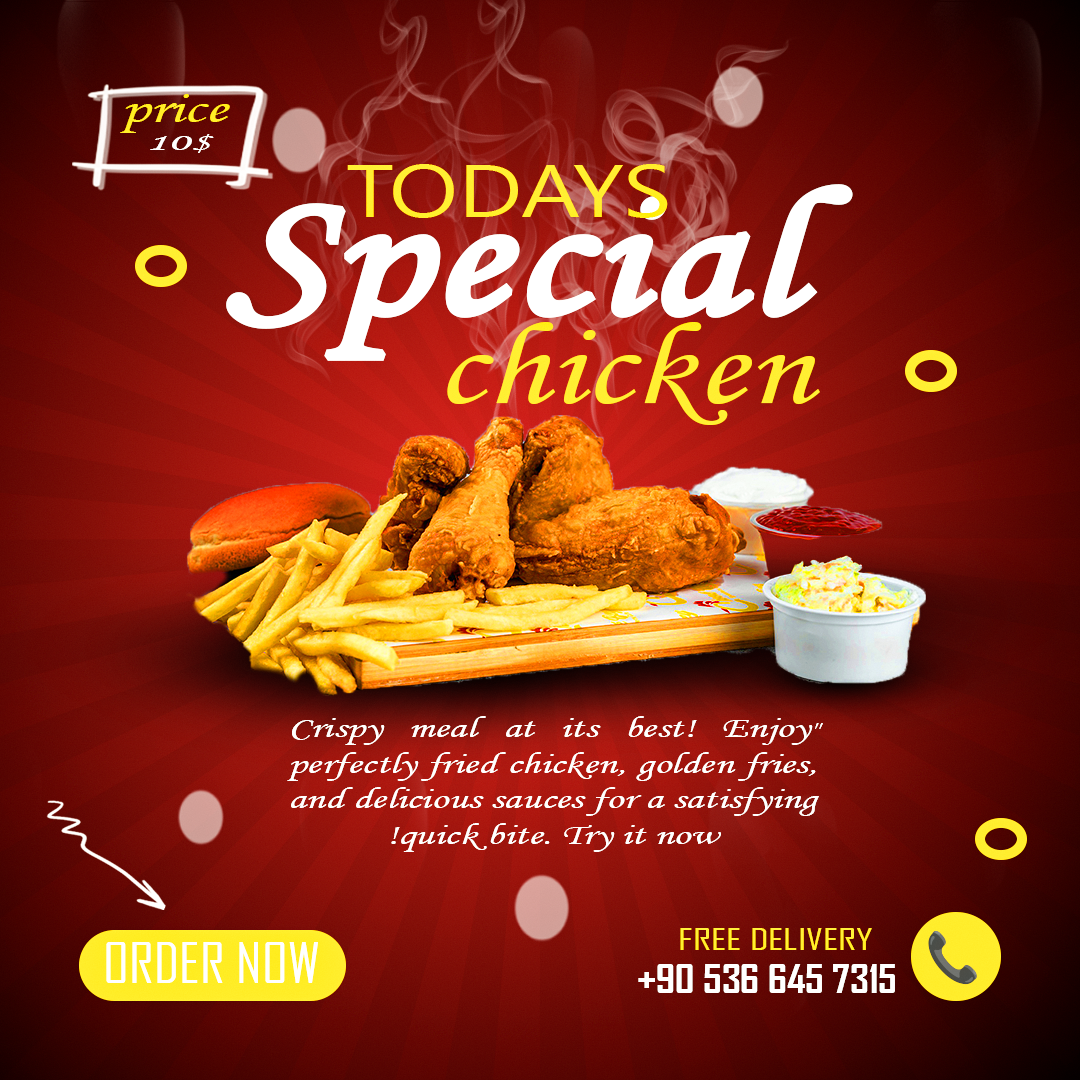 price
10$
TODAYS
Special
chicken
Crispy meal at its best! Enjoy"
perfectly fried chicken, golden fries,
and delicious sauces for a satisfying
!quick bite. Try it now
ORDER NOW
FREE DELIVERY
+90 536 645 7315